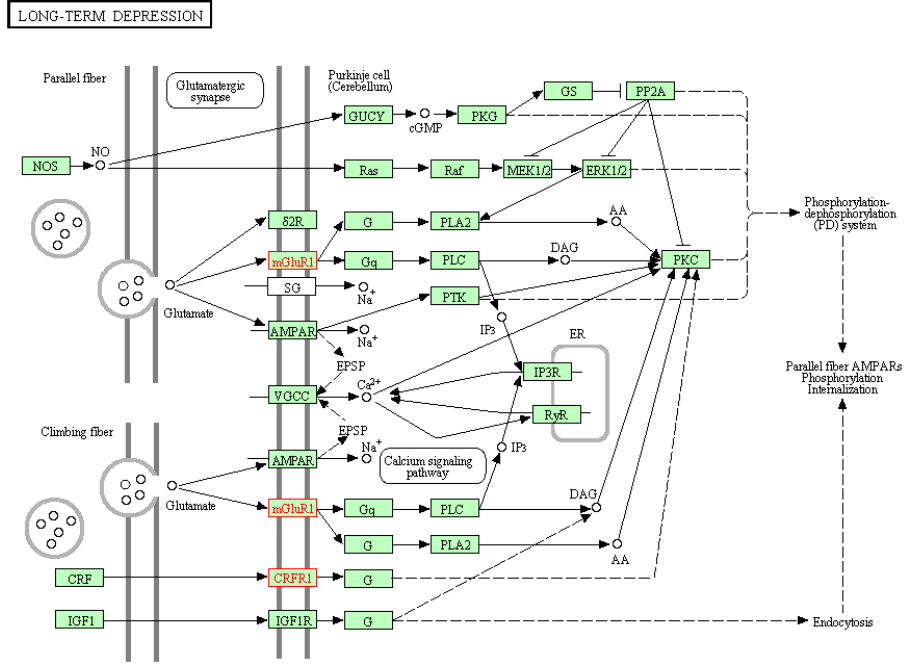 LONG-TERM DEPRESSION
Parallel fiber
Glutamatergic
synapse
Purkinje cell
(Cerebellum)
GS
PP2A
GUCY
cGMP
PKG
NOS
NO
Ras
Raf
MEK1/2
ERK1/2
Phosphorylation-
dephosphorylation
(PD) system
δ2R
G
PLA2
AA
mGluR1
Gq
PLC
DAG
PKC
SG
Na+
PTK
Glutamate
AMPAR
Na+
IP3
ER
EPSP
IP3R
Parallel fiber AMPARs
Phosphorylation
Internalization
VGCC
Ca2+
RyR
Climbing fiber
EPSP
AMPAR
Na+
IP3
Calcium signaling
pathway
Glutamate
mGluR1
Gq
PLC
DAG
G
PLA2
AA
CRF
CRFR1
G
IGF1
IGF1R
G
Endocytosis